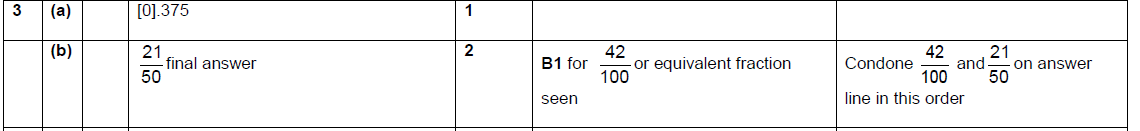 3 (a) [0].375 1
(b) 21/50 final answer 2 B1 for 42/100 or equivalent fraction seen Condone 42/100 and 21/50 on answer line in this order